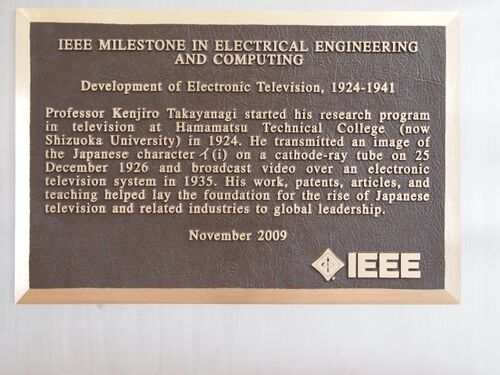 IEEE MILESTONE IN ELECTRICAL ENGINEERING
AND COMPUTING
Development of Electronic Television, 1924-1941
Professor Kenjiro Takayanagi started his research program
in television at Hamamatsu Technical College (now
Shizuoka University) in 1924. He transmitted an image of
the Japanese character イ(i) on a cathode-ray tube on 25
December 1926 and broadcast video over an electronic
television system in 1935. His work, patents, articles, and
teaching helped lay the foundation for the rise of Japanese
television and related industries to global leadership.
November 2009
IEEE